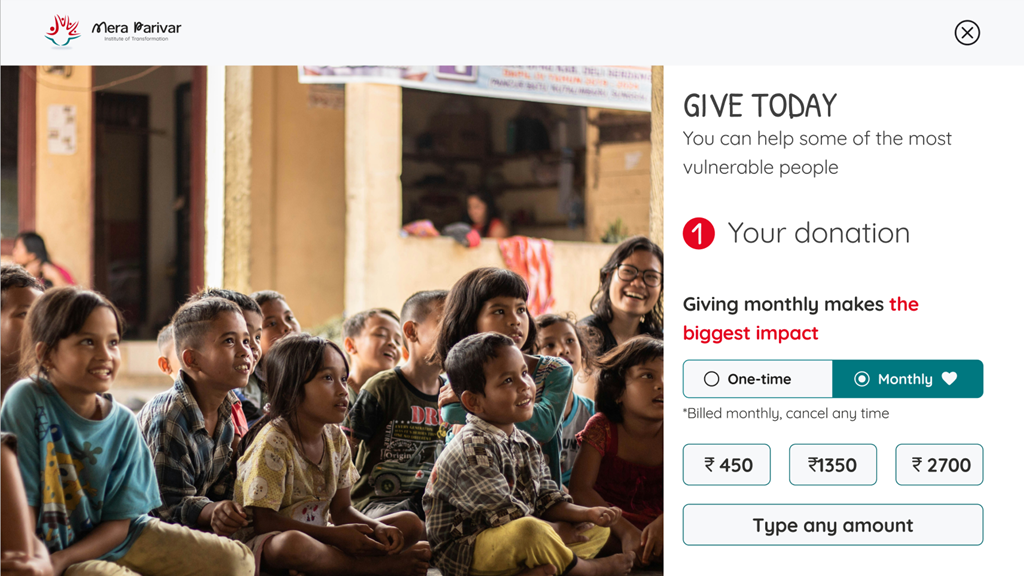 Mera Parivar
Institute of Transformation
GIVE TODAY
You can help some of the most
vulnerable people
1 Your donation
Giving monthly makes the
biggest impact
One-time
Monthly
*Billed monthly, cancel any time
₹ 450
₹1350
₹ 2700
Type any amount
DR
Origin